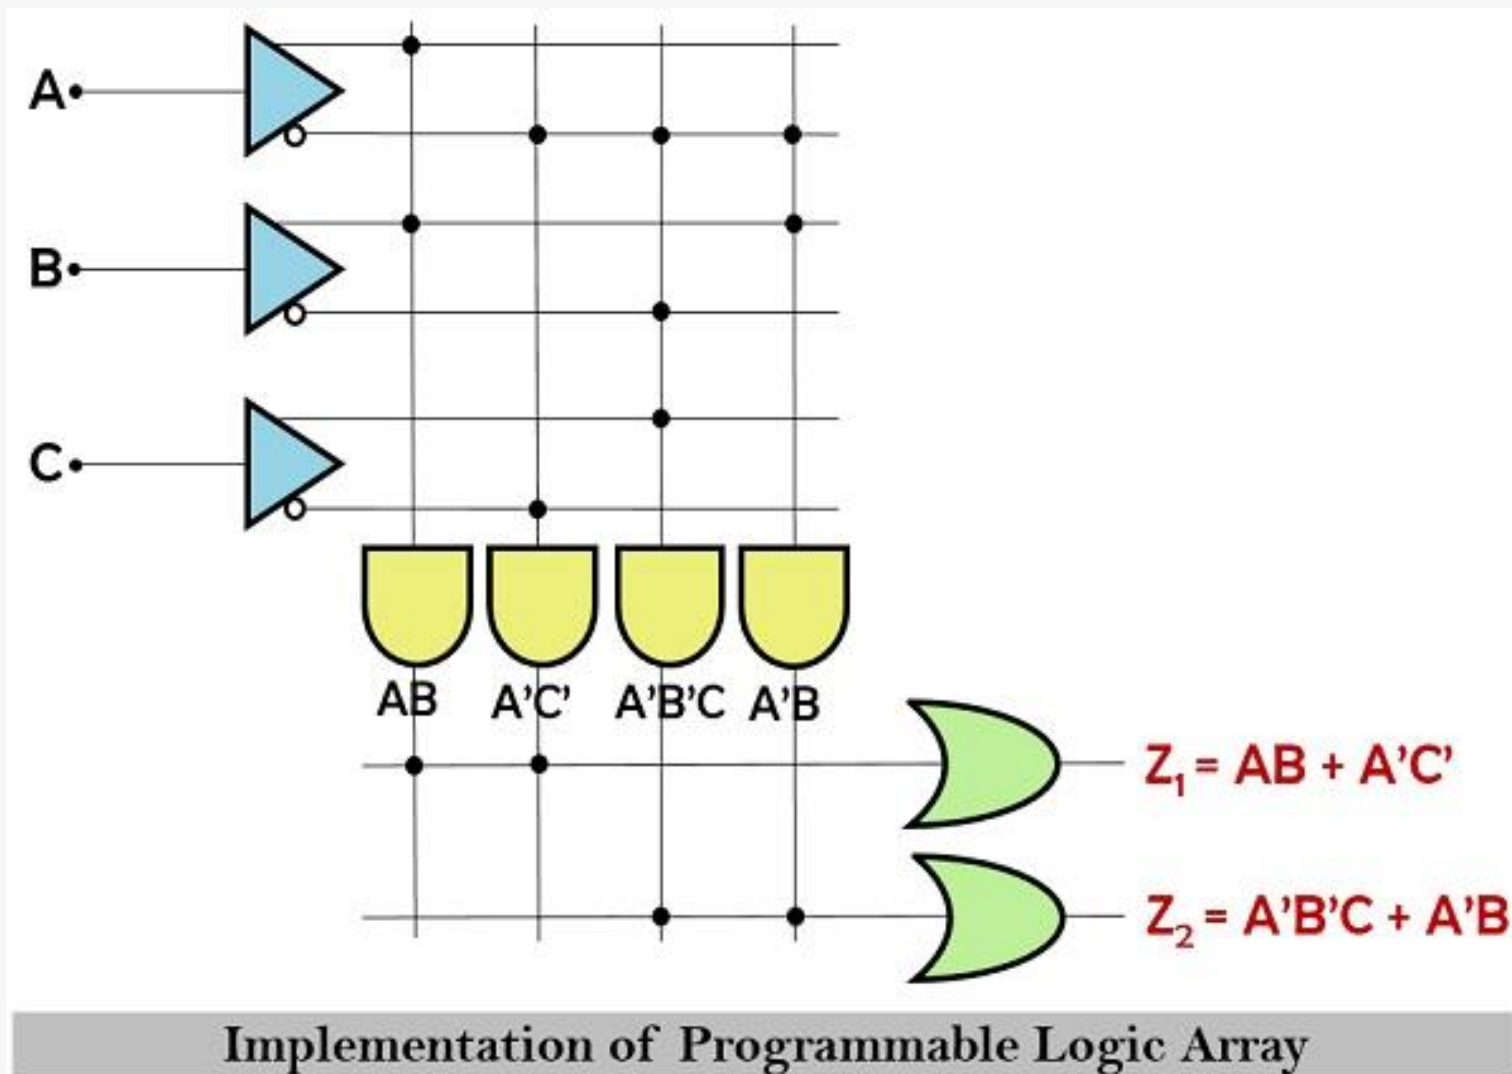 A
B
C
AB A’C’ A’B’C A’B
Z₁ = AB + A’C’
Z₂ = A’B’C + A’B
Implementation of Programmable Logic Array